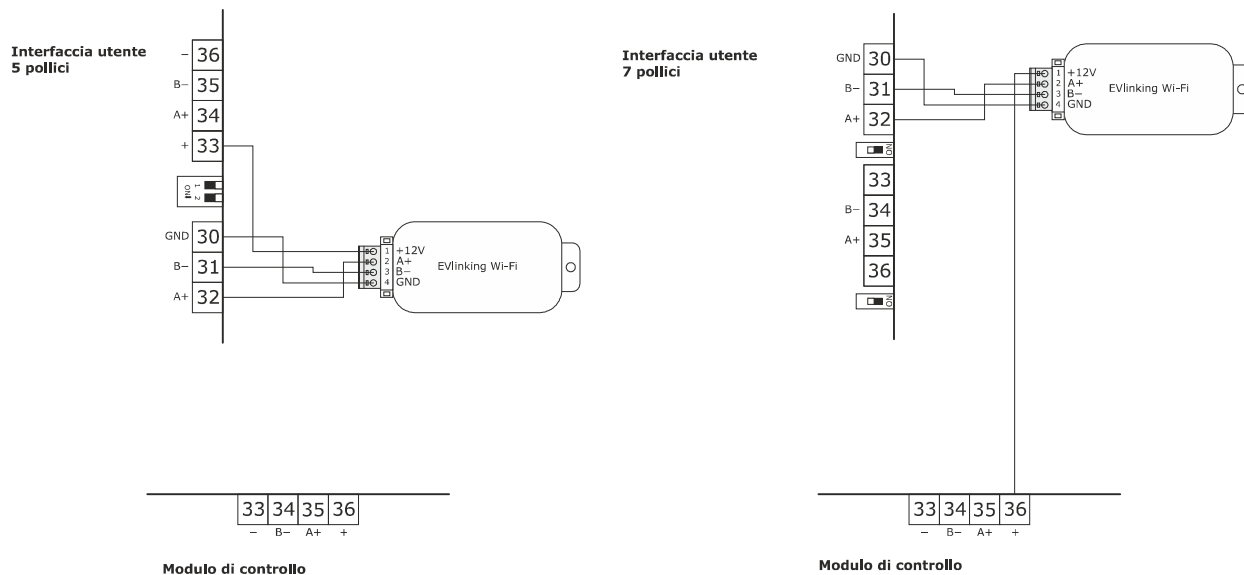 Interfaccia utente
5 pollici
- 36
B- 35
A+ 34
+ 33
1 2 ON
GND 30
B- 31
A+ 32
1 +12V
2 A+
3 B-
4 GND
EVlinking Wi-Fi
33 34 35 36
- B- A+ +
Modulo di controllo
Interfaccia utente
7 pollici
GND 30
B- 31
A+ 32
ON
33
B- 34
A+ 35
36
ON
1 +12V
2 A+
3 B-
4 GND
EVlinking Wi-Fi
33 34 35 36
- B- A+ +
Modulo di controllo